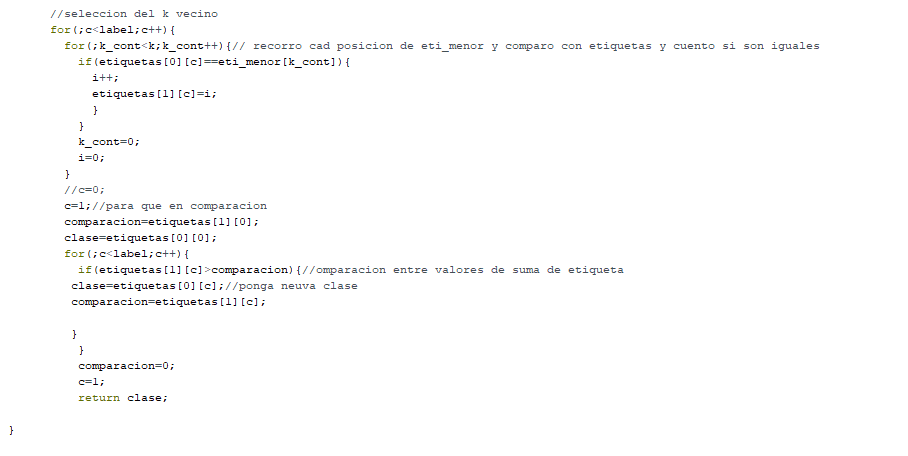 //seleccion del k vecino
for(;c<label;c++){
for(;k_cont<k;k_cont++){// recorro cad posicion de eti_menor y comparo con etiquetas y cuento si son iguales
if(etiquetas[0][c]==eti_menor[k_cont]){
i++;
etiquetas[1][c]=i;
}
}
k_cont=0;
i=0;
}
//c=0;
c=1;//para que en comparacion
comparacion=etiquetas[1][0];
clase=etiquetas[0][0];
for(;c<label;c++){
if(etiquetas[1][c]>comparacion){//omparacion entre valores de suma de etiqueta
clase=etiquetas[0][c];//ponga neuva clase
comparacion=etiquetas[1][c];
}
}
comparacion=0;
c=1;
return clase;
}